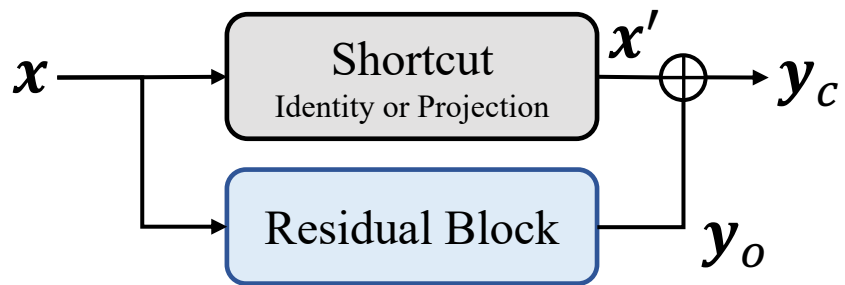 x
Shortcut
Identity or Projection
x′
y_c
Residual Block
y_o